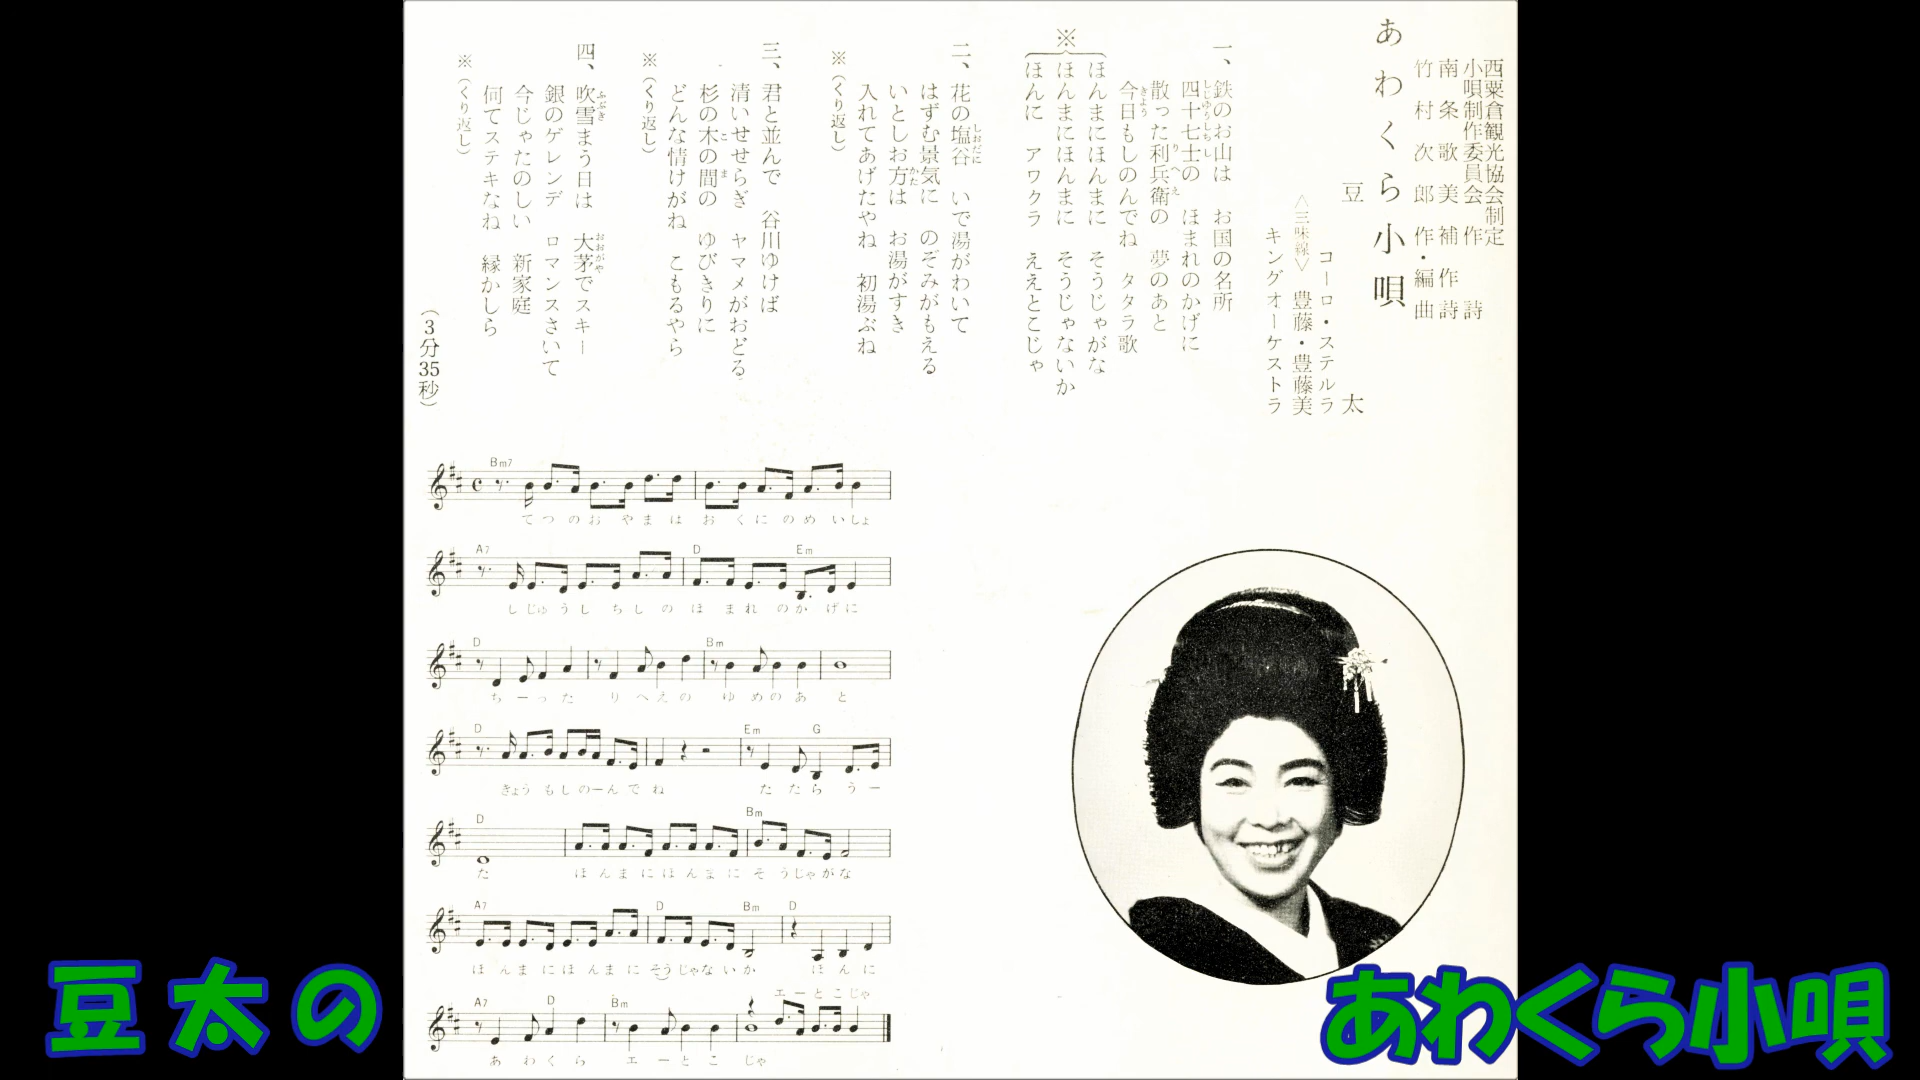 西粟倉観光協会制定
小唄制作委員会 作 詩
南条歌美 補作詩
竹村次郎 作・編曲
あわくら小唄
豆太
コーロ・ステルラ
〈三味線〉 豊藤・豊藤美
キングオーケストラ
一、鉄のお山は お国の名所
四十七士の ほまれのかげに
散った利兵衛の 夢のあと
今日もしのんでね タタラ歌
※
ほんまにほんまに そうじゃがな
ほんまにほんまに そうじゃないか
ほんに アワクラ ええとこじゃ
二、花の塩谷 いで湯がわいて
はずむ景気に のぞみがもえる
いとしお方は お湯がすき
入れてあげたやね 初湯ぶね
※(くり返し)
三、君と並んで 谷川ゆけば
清いせせらぎ ヤマメがおどる
杉の木の間の ゆびきりに
どんな情けがね こもるやら
※(くり返し)
四、吹雪まう日は 大茅でスキー
銀のゲレンデ ロマンスさいて
今じゃたのしい 新家庭
何てステキなね 縁かしら
※(くり返し)
(3分35秒)
Bm7
てつのお やまは おくにのめいしょ
A7 D Em
しじゅうし ちしの ほまれ のか げに
D Bm
ちーった りへえの ゆめのあ と
D Em G
きょう もしのーんでね たたら うー
D Bm
た ほんまにほんまに そうじゃがな
A7 D Bm D
ほんまにほんまに そうじゃないか ほんに
エーとこじゃ
A7 D Bm
あわくら エーとこ じゃ
豆太の
あわくら小唄